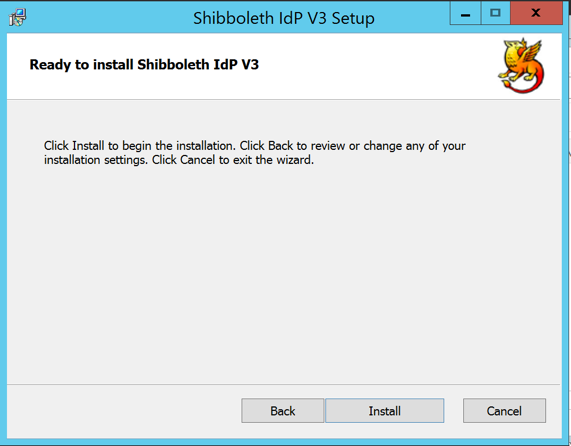 Shibboleth IdP V3 Setup
Ready to install Shibboleth IdP V3
Click Install to begin the installation. Click Back to review or change any of your
installation settings. Click Cancel to exit the wizard.
Back Install Cancel